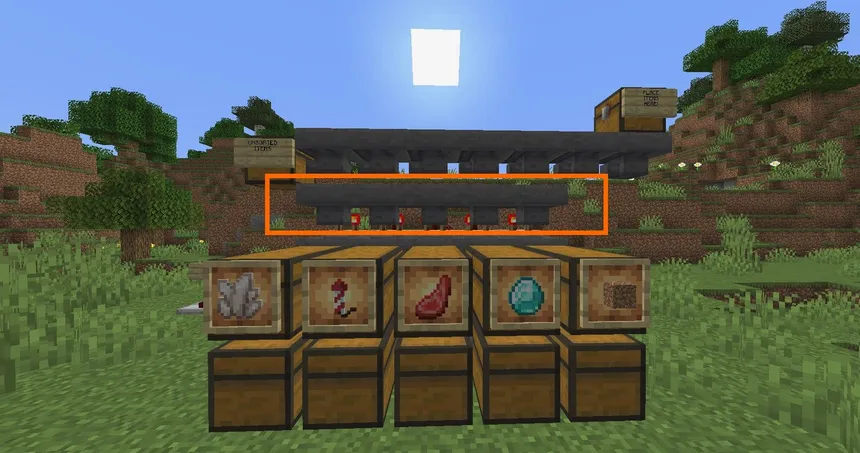 UNSORTED
ITEMS
PLACE
ITEMS
HERE!